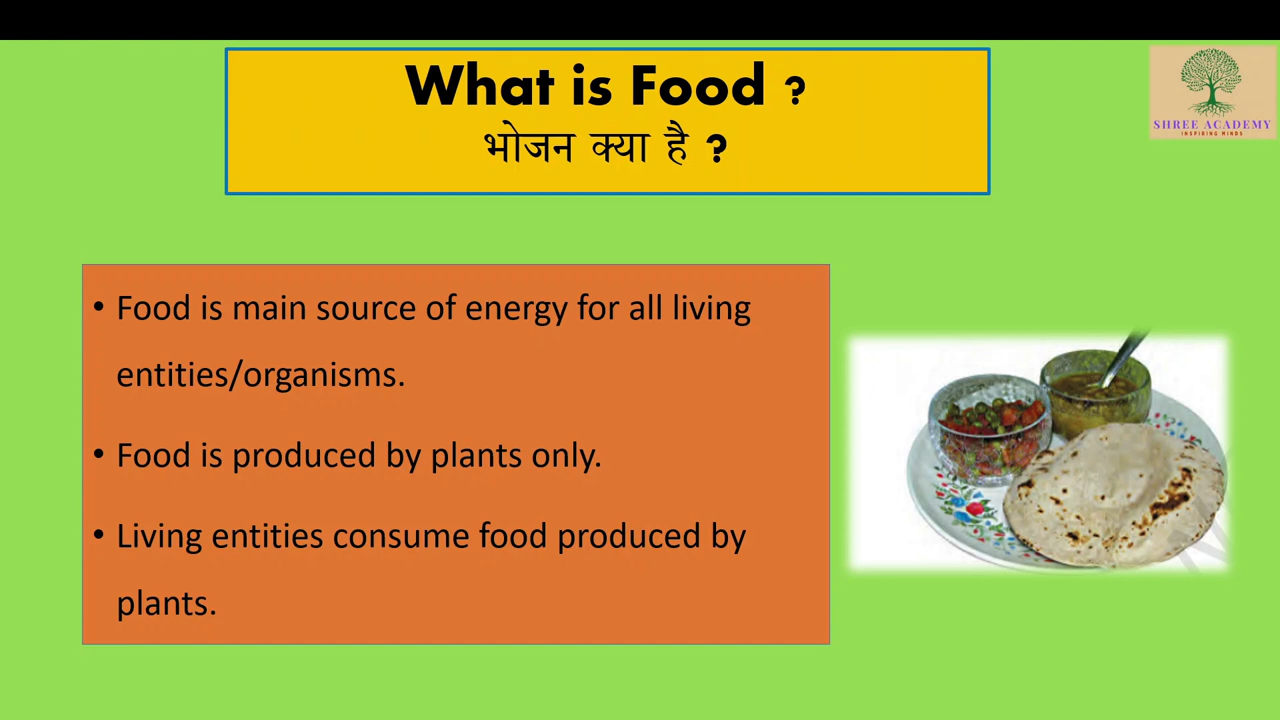 What is Food ?
भोजन क्या है ?
SHREE ACADEMY
INSPIRING MINDS
• Food is main source of energy for all living
entities/organisms.
• Food is produced by plants only.
• Living entities consume food produced by
plants.